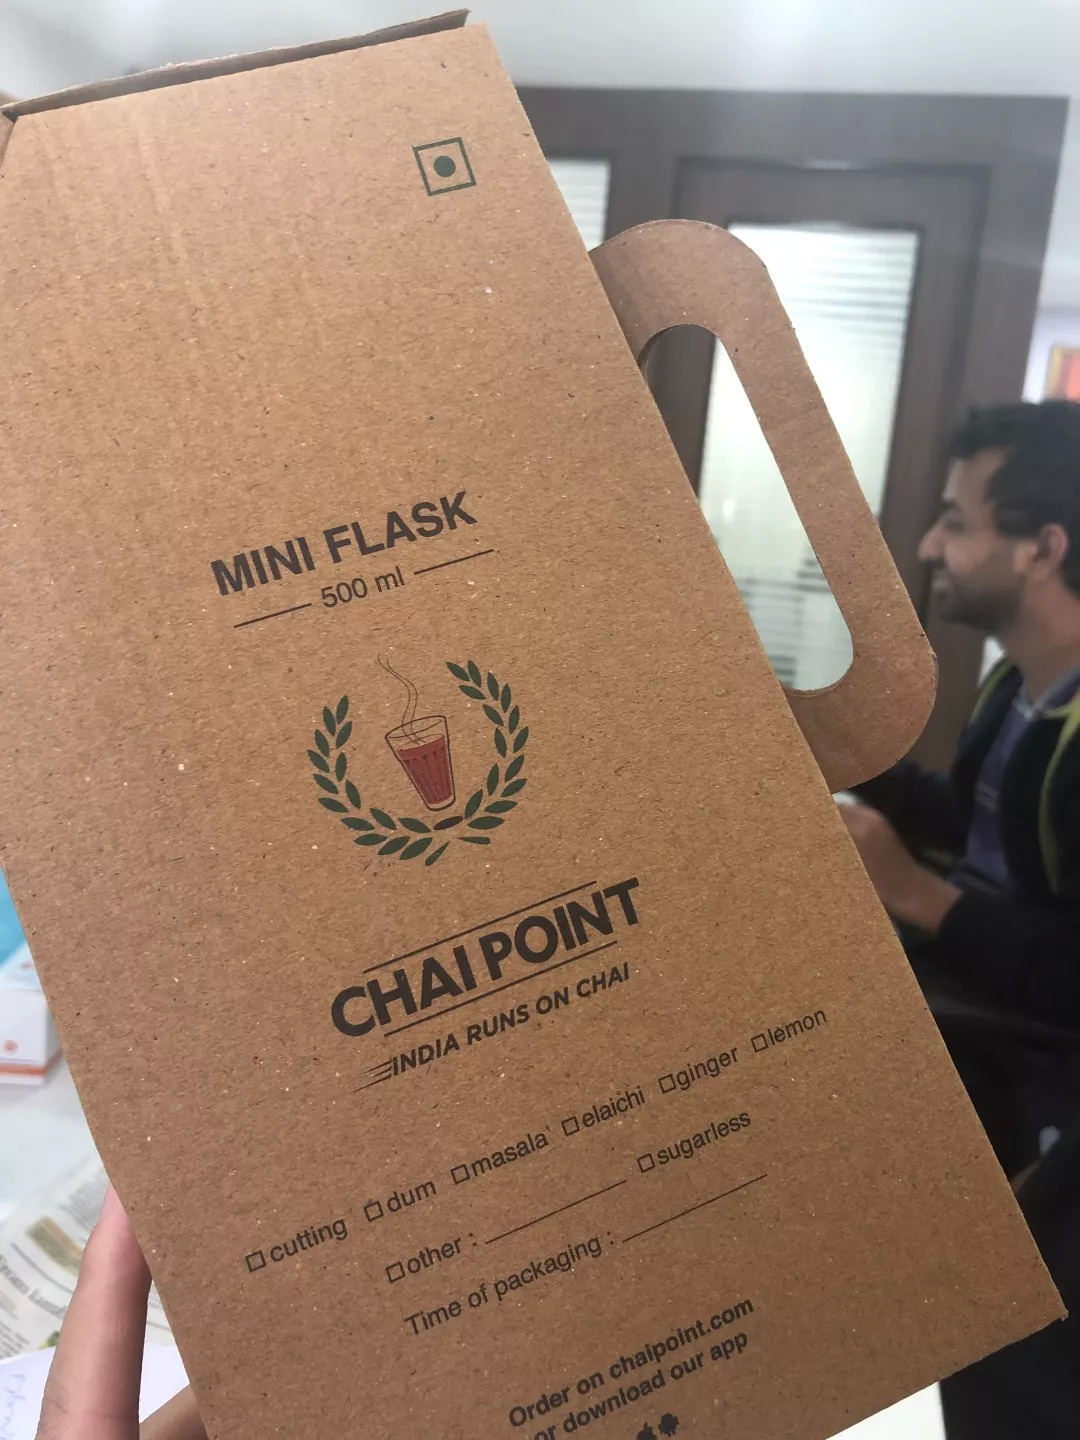 MINI FLASK
500 ml
CHAI POINT
INDIA RUNS ON CHAI
cutting dum masala' elaichi ginger lemon
other : sugarless
Time of packaging :
Order on chaipoint.com
or download our app